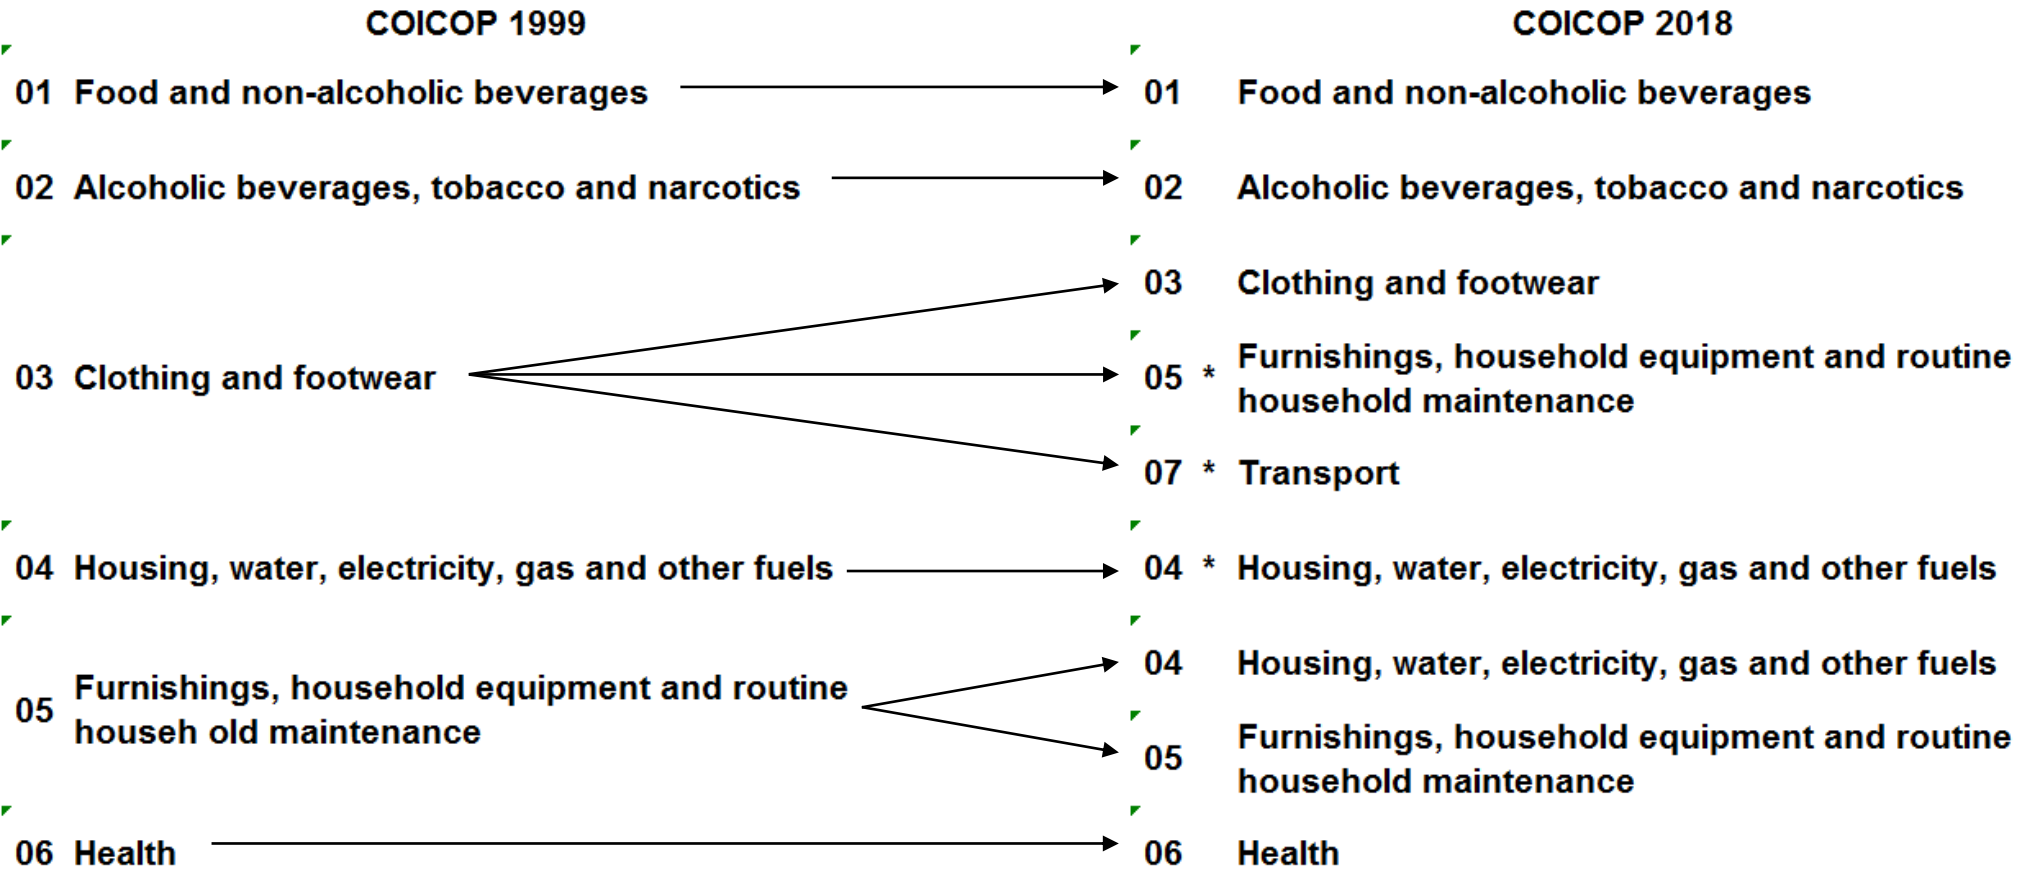 COICOP 1999 COICOP 2018
01 Food and non-alcoholic beverages 01 Food and non-alcoholic beverages
02 Alcoholic beverages, tobacco and narcotics 02 Alcoholic beverages, tobacco and narcotics
03 Clothing and footwear
03 Clothing and footwear 05 * Furnishings, household equipment and routine
household maintenance
07 * Transport
04 Housing, water, electricity, gas and other fuels 04 * Housing, water, electricity, gas and other fuels
04 Housing, water, electricity, gas and other fuels
05 Furnishings, household equipment and routine
househ old maintenance
05 Furnishings, household equipment and routine
household maintenance
06 Health 06 Health